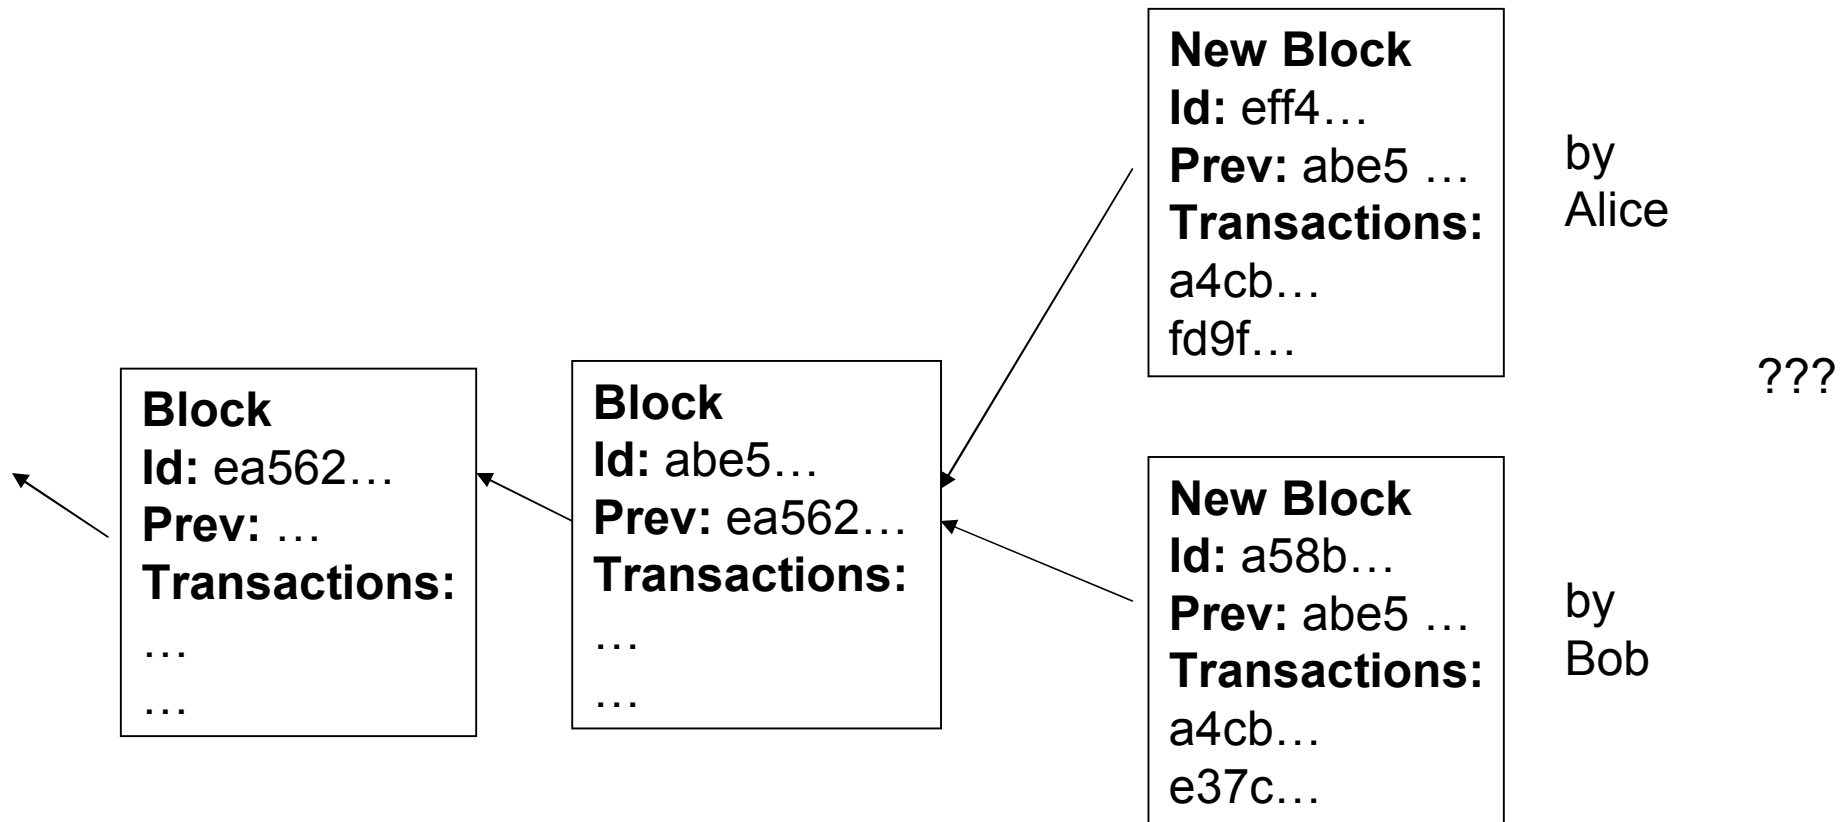 Block
Id: ea562…
Prev: …
Transactions:
…
…
Block
Id: abe5…
Prev: ea562…
Transactions:
…
…
New Block
Id: eff4…
Prev: abe5 …
Transactions:
a4cb…
fd9f…
by
Alice
New Block
Id: a58b…
Prev: abe5 …
Transactions:
a4cb…
e37c…
by
Bob
???